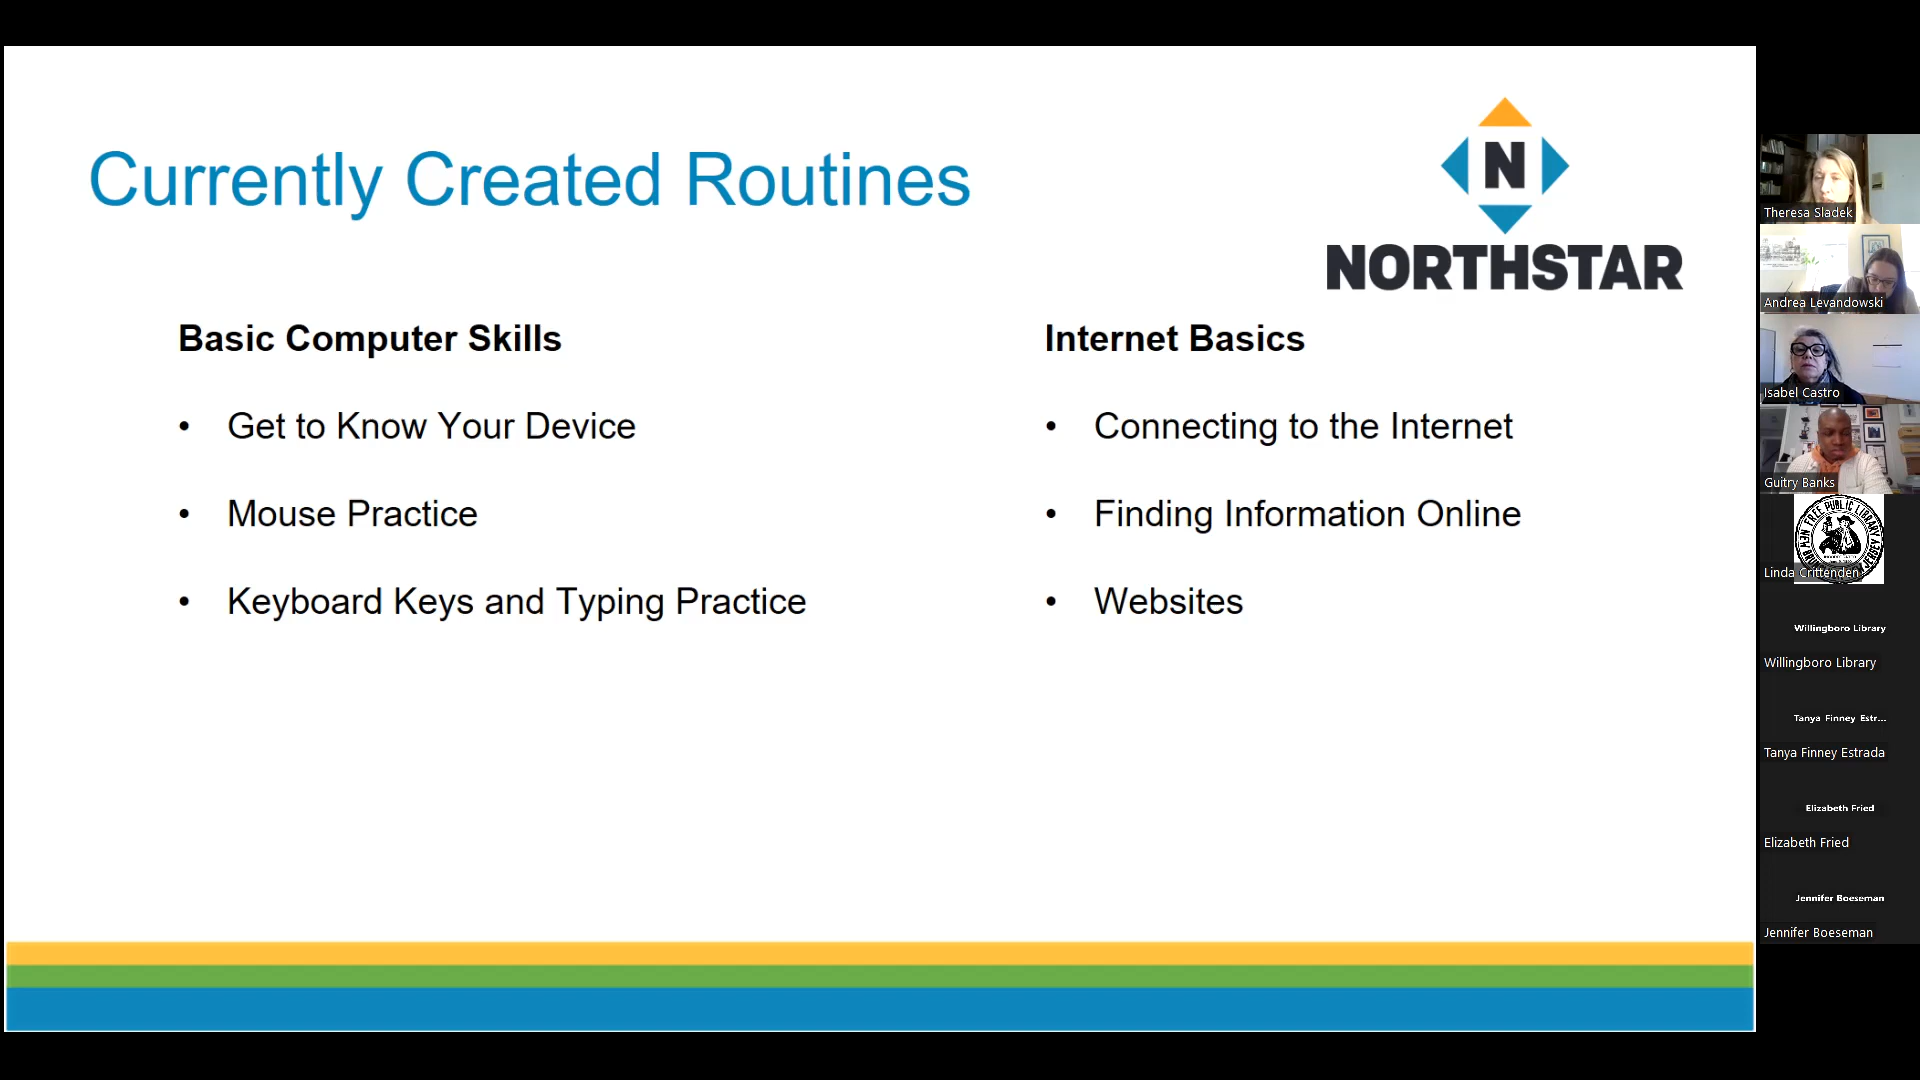 Currently Created Routines
N
NORTHSTAR
Basic Computer Skills
• Get to Know Your Device
• Mouse Practice
• Keyboard Keys and Typing Practice
Internet Basics
• Connecting to the Internet
• Finding Information Online
• Websites
Theresa Sladek
Andrea Levandowski
Isabel Castro
Guitry Banks
FREE PUBLIC LIBRARY
Linda Crittenden
Willingboro Library
Willingboro Library
Tanya Finney Estr...
Tanya Finney Estrada
Elizabeth Fried
Elizabeth Fried
Jennifer Boeseman
Jennifer Boeseman